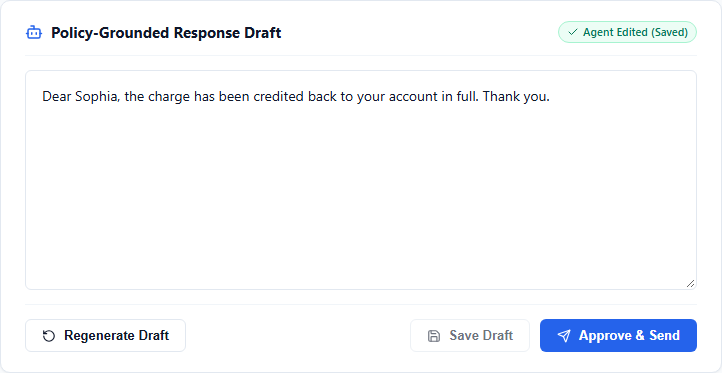 Policy-Grounded Response Draft
Agent Edited (Saved)
Dear Sophia, the charge has been credited back to your account in full. Thank you.
Regenerate Draft
Save Draft
Approve & Send